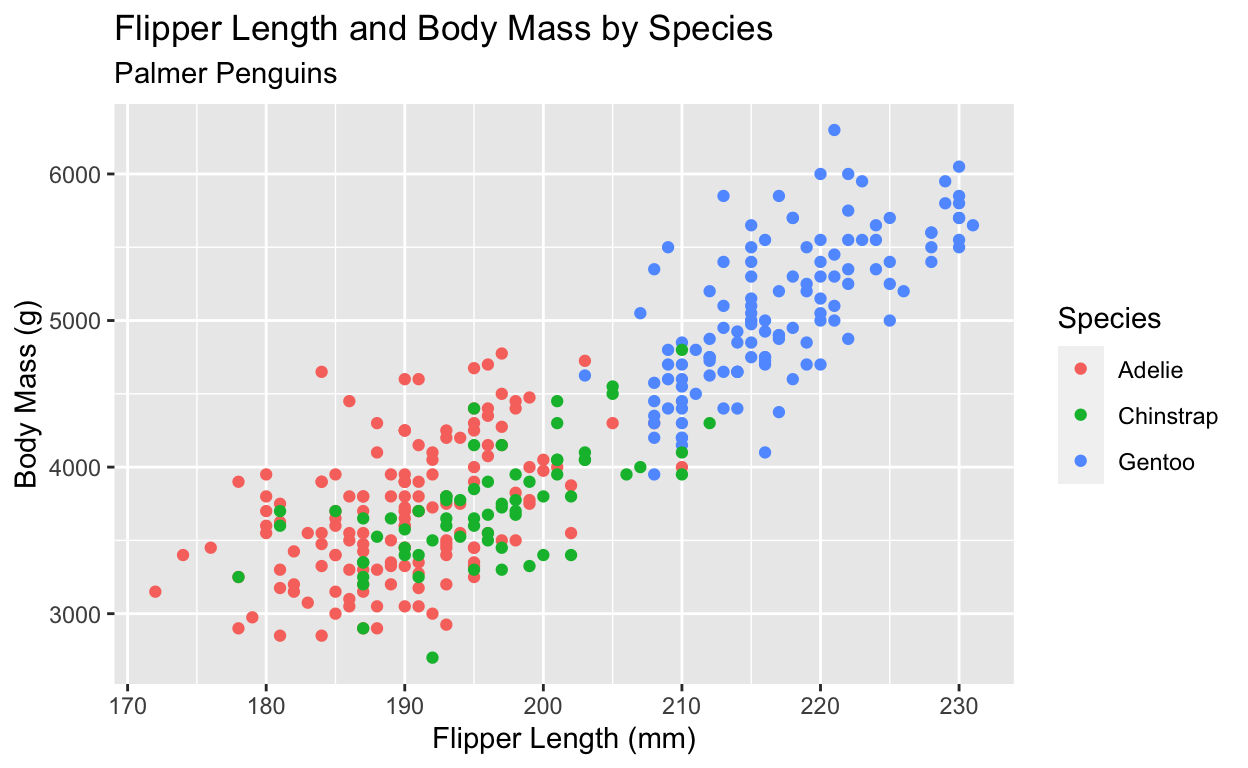 Flipper Length and Body Mass by Species
Palmer Penguins
6000
5000
4000
3000
Body Mass (g)
170 180 190 200 210 220 230
Flipper Length (mm)
Species
Adelie
Chinstrap
Gentoo